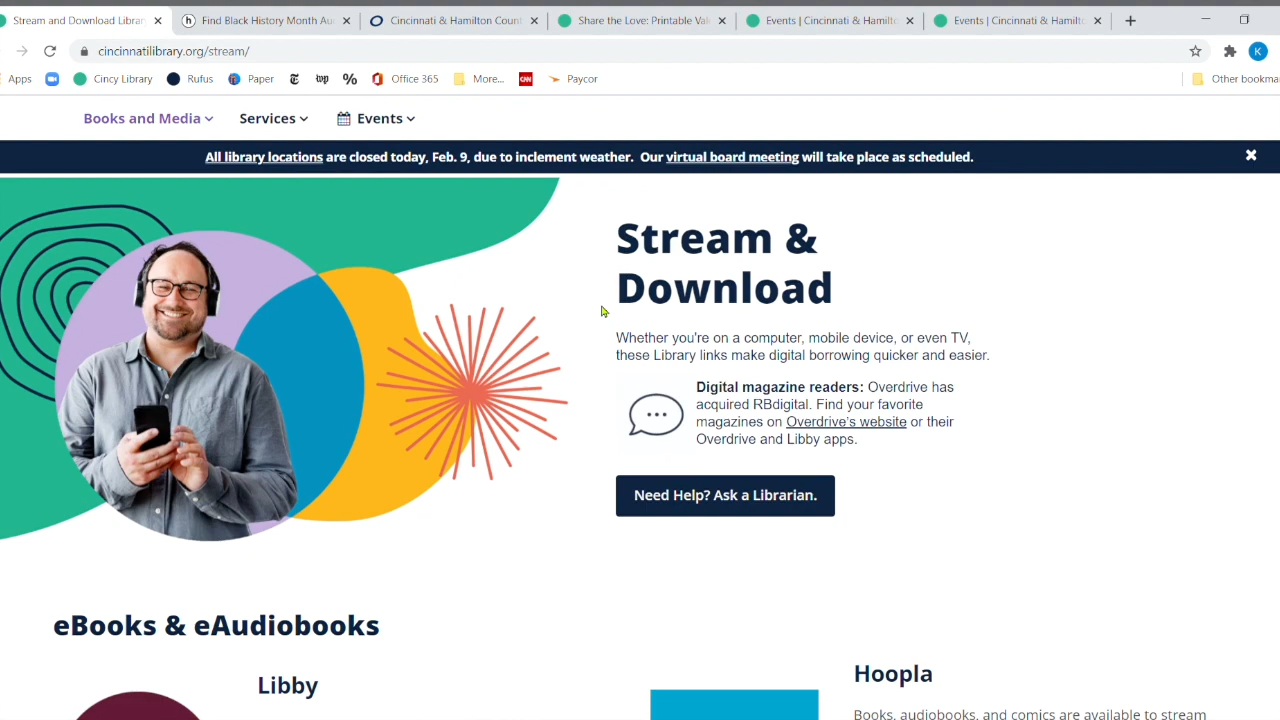 Stream and Download Librar
Find Black History Month Au
Cincinnati & Hamilton Count
Share the Love: Printable Val
Events | Cincinnati & Hamilto
Events | Cincinnati & Hamilto
cincinnatilibrary.org/stream/
K
Apps
Cincy Library
Rufus
Paper
wp
%
Office 365
More...
CNN
Paycor
Other bookma
Books and Media
Services
Events
All library locations are closed today, Feb. 9, due to inclement weather. Our virtual board meeting will take place as scheduled.
Stream &
Download
Whether you're on a computer, mobile device, or even TV,
these Library links make digital borrowing quicker and easier.
Digital magazine readers: Overdrive has
acquired RBdigital. Find your favorite
magazines on Overdrive's website or their
Overdrive and Libby apps.
Need Help? Ask a Librarian.
eBooks & eAudiobooks
Libby
Hoopla
Books, audiobooks, and comics are available to stream